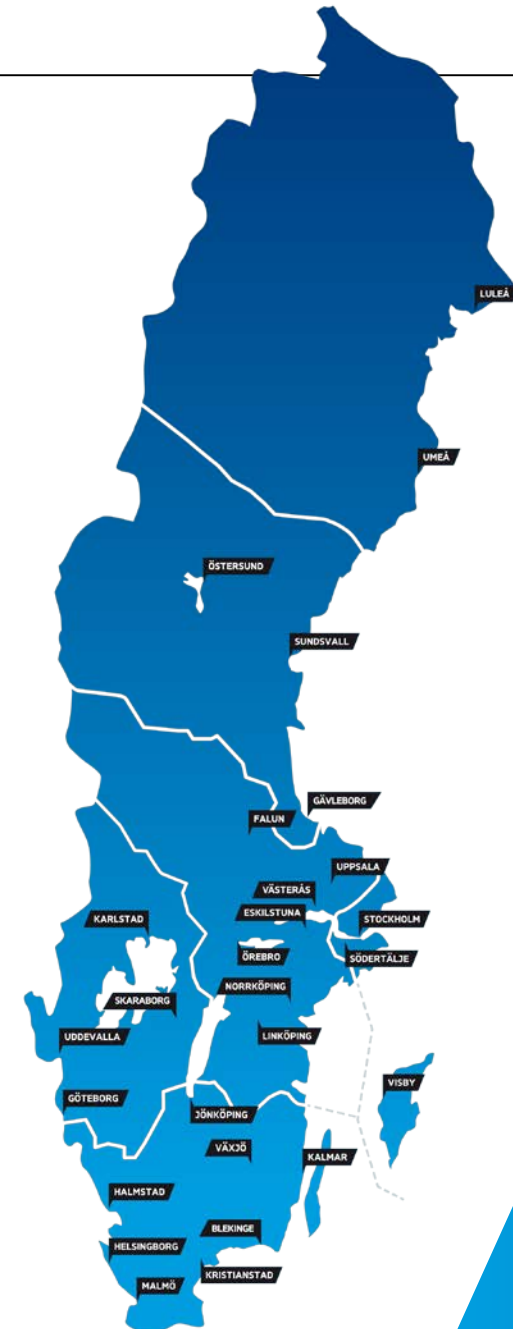 LULEÅ
UMEÅ
ÖSTERSUND
SUNDSVALL
GÄVLEBORG
FALUN
UPPSALA
VÄSTERÅS
ESKILSTUNA
STOCKHOLM
KARLSTAD
ÖREBRO
SÖDERTÄLJE
NORRKÖPING
SKARABORG
LINKÖPING
UDDEVALLA
VISBY
GÖTEBORG
JÖNKÖPING
VÄXJÖ
KALMAR
HALMSTAD
BLEKINGE
HELSINGBORG
KRISTIANSTAD
MALMÖ